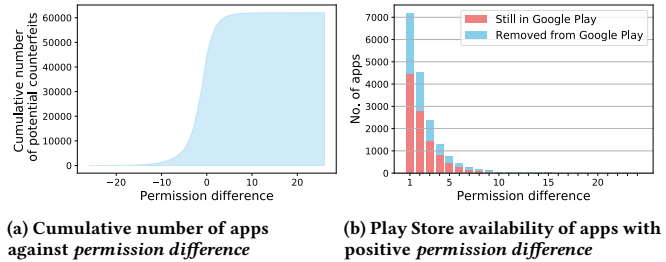 Cumulative number
of potential counterfeits
60000
50000
40000
30000
20000
10000
0
−20
−10
0
10
20
Permission difference
(a) Cumulative number of apps
against permission difference
No. of apps
7000
6000
5000
4000
3000
2000
1000
0
Still in Google Play
Removed from Google Play
1
5
10
15
20
Permission difference
(b) Play Store availability of apps with
positive permission difference